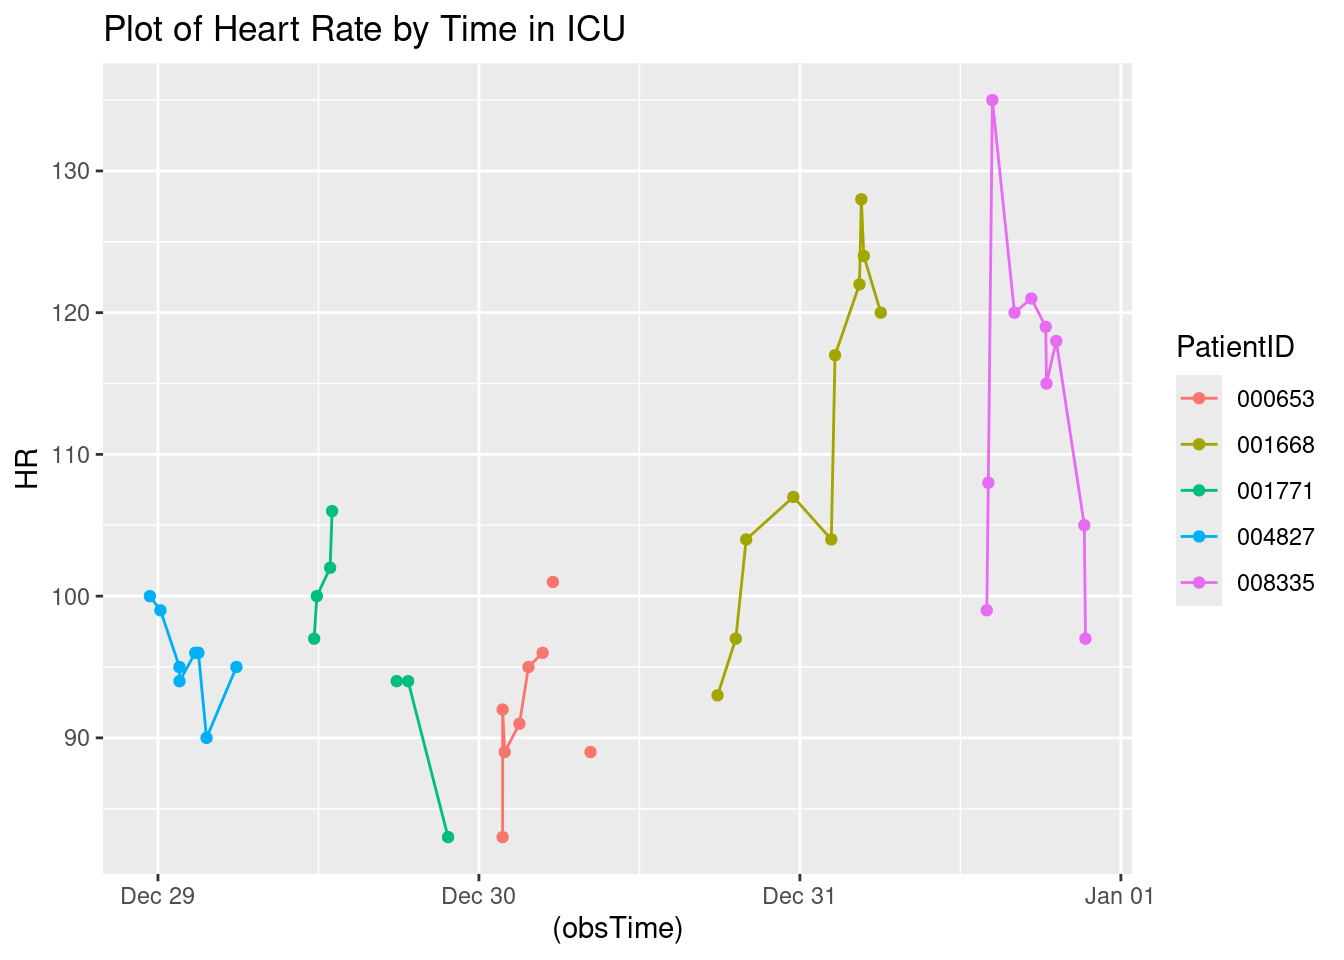 Plot of Heart Rate by Time in ICU
HR
130
120
110
100
90
Dec 29
Dec 30
Dec 31
Jan 01
(obsTime)
PatientID
000653
001668
001771
004827
008335